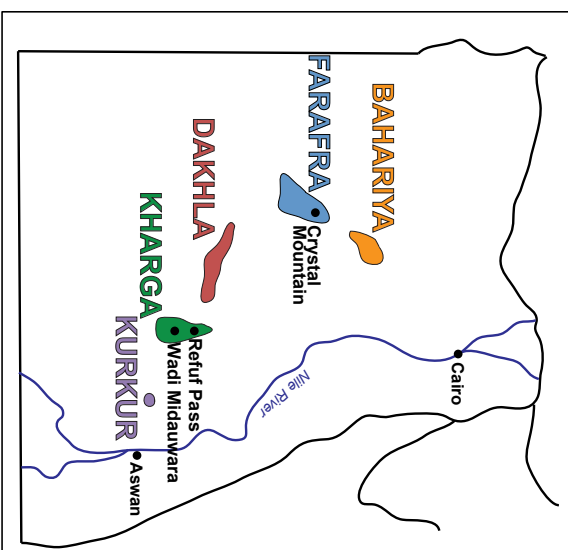 BAHARIYA
FARAFRA
Crystal
Mountain
DAKHLA
KHARGA
Refuf Pass
Wadi Midauwara
KURKUR
Nile River
Cairo
Aswan